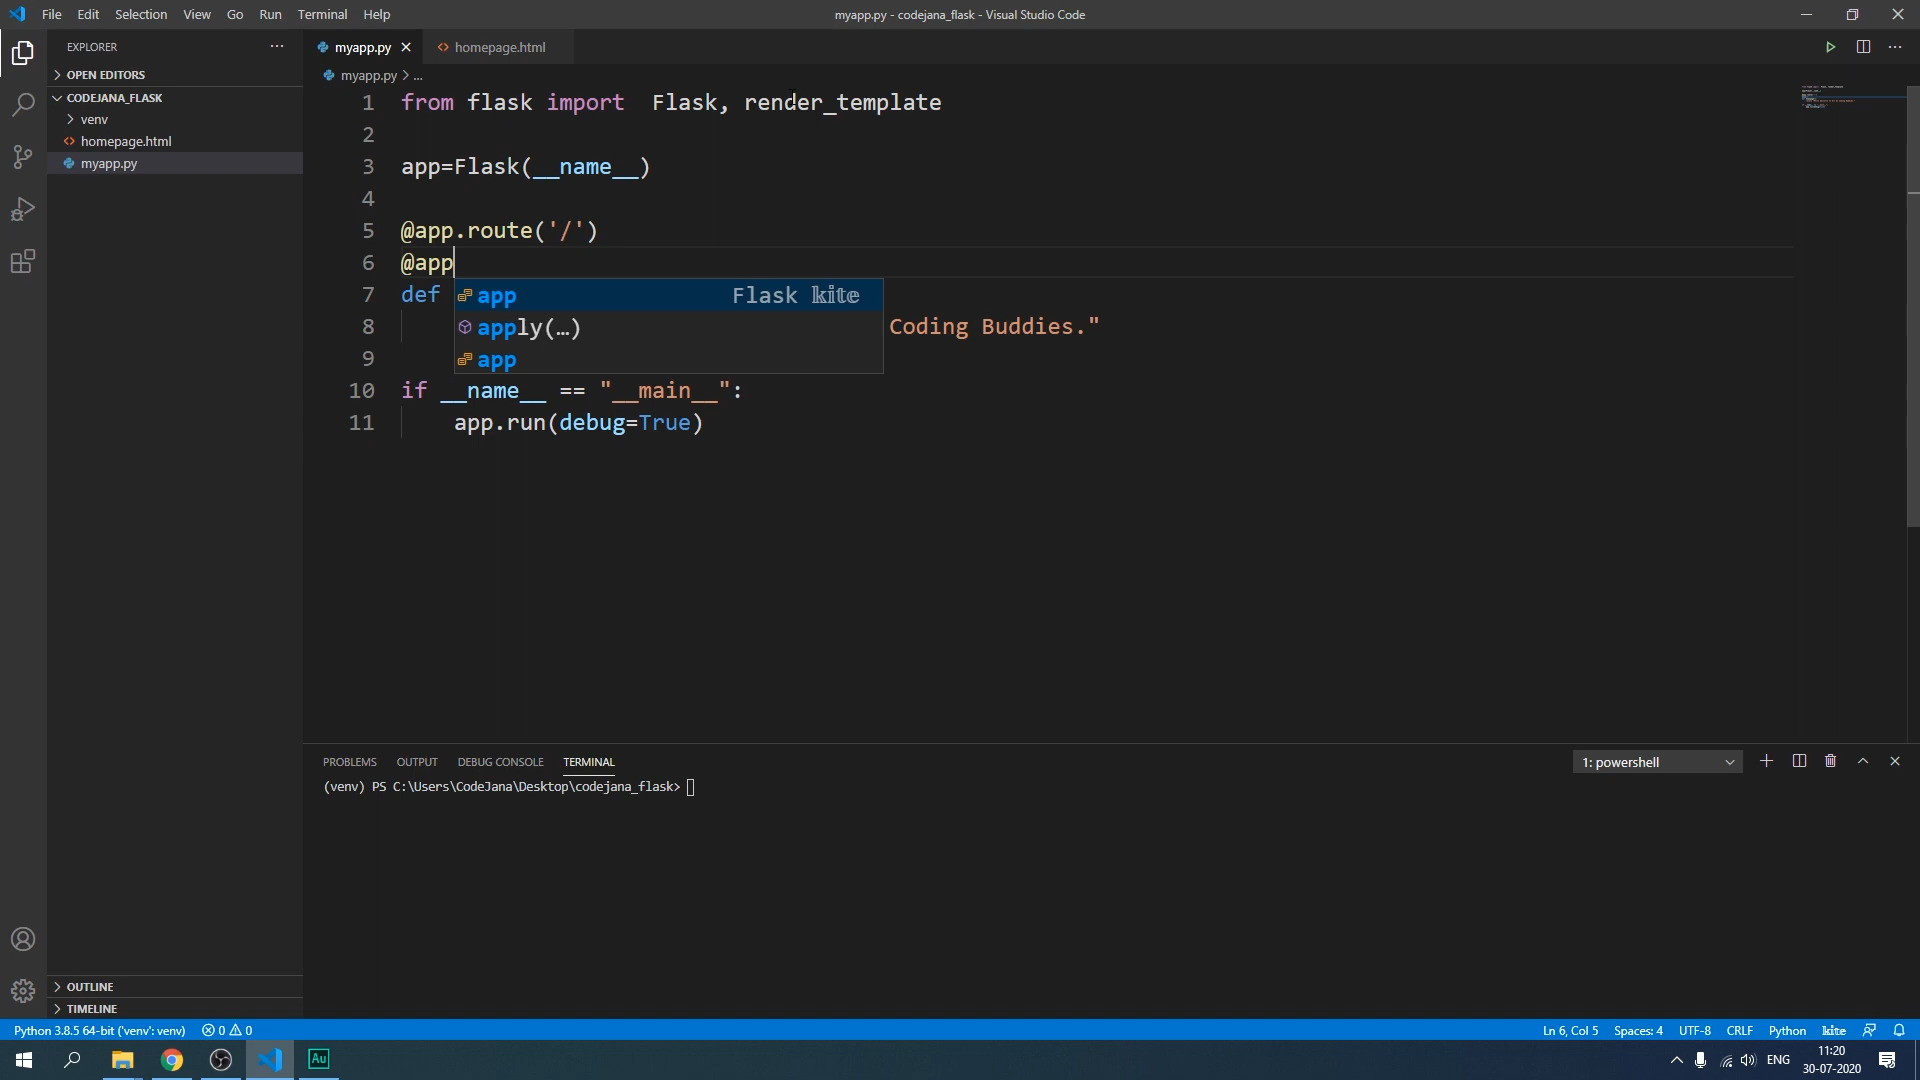 File Edit Selection View Go Run Terminal Help
myapp.py - codejana_flask - Visual Studio Code
EXPLORER
OPEN EDITORS
CODEJANA_FLASK
venv
homepage.html
myapp.py
OUTLINE
TIMELINE
myapp.py homepage.html
myapp.py > ...
1 from flask import  Flask, render_template
2
3 app=Flask(__name__)
4
5 @app.route('/')
6 @app
7 def
8 Coding Buddies."
9
10 if __name__ == "__main__":
11 app.run(debug=True)
app Flask kite
apply(…)
app
PROBLEMS OUTPUT DEBUG CONSOLE TERMINAL
1: powershell
(venv) PS C:\Users\CodeJana\Desktop\codejana_flask>
Python 3.8.5 64-bit ('venv': venv) 0 0
Ln 6, Col 5 Spaces: 4 UTF-8 CRLF Python kite
Au
ENG
11:20
30-07-2020